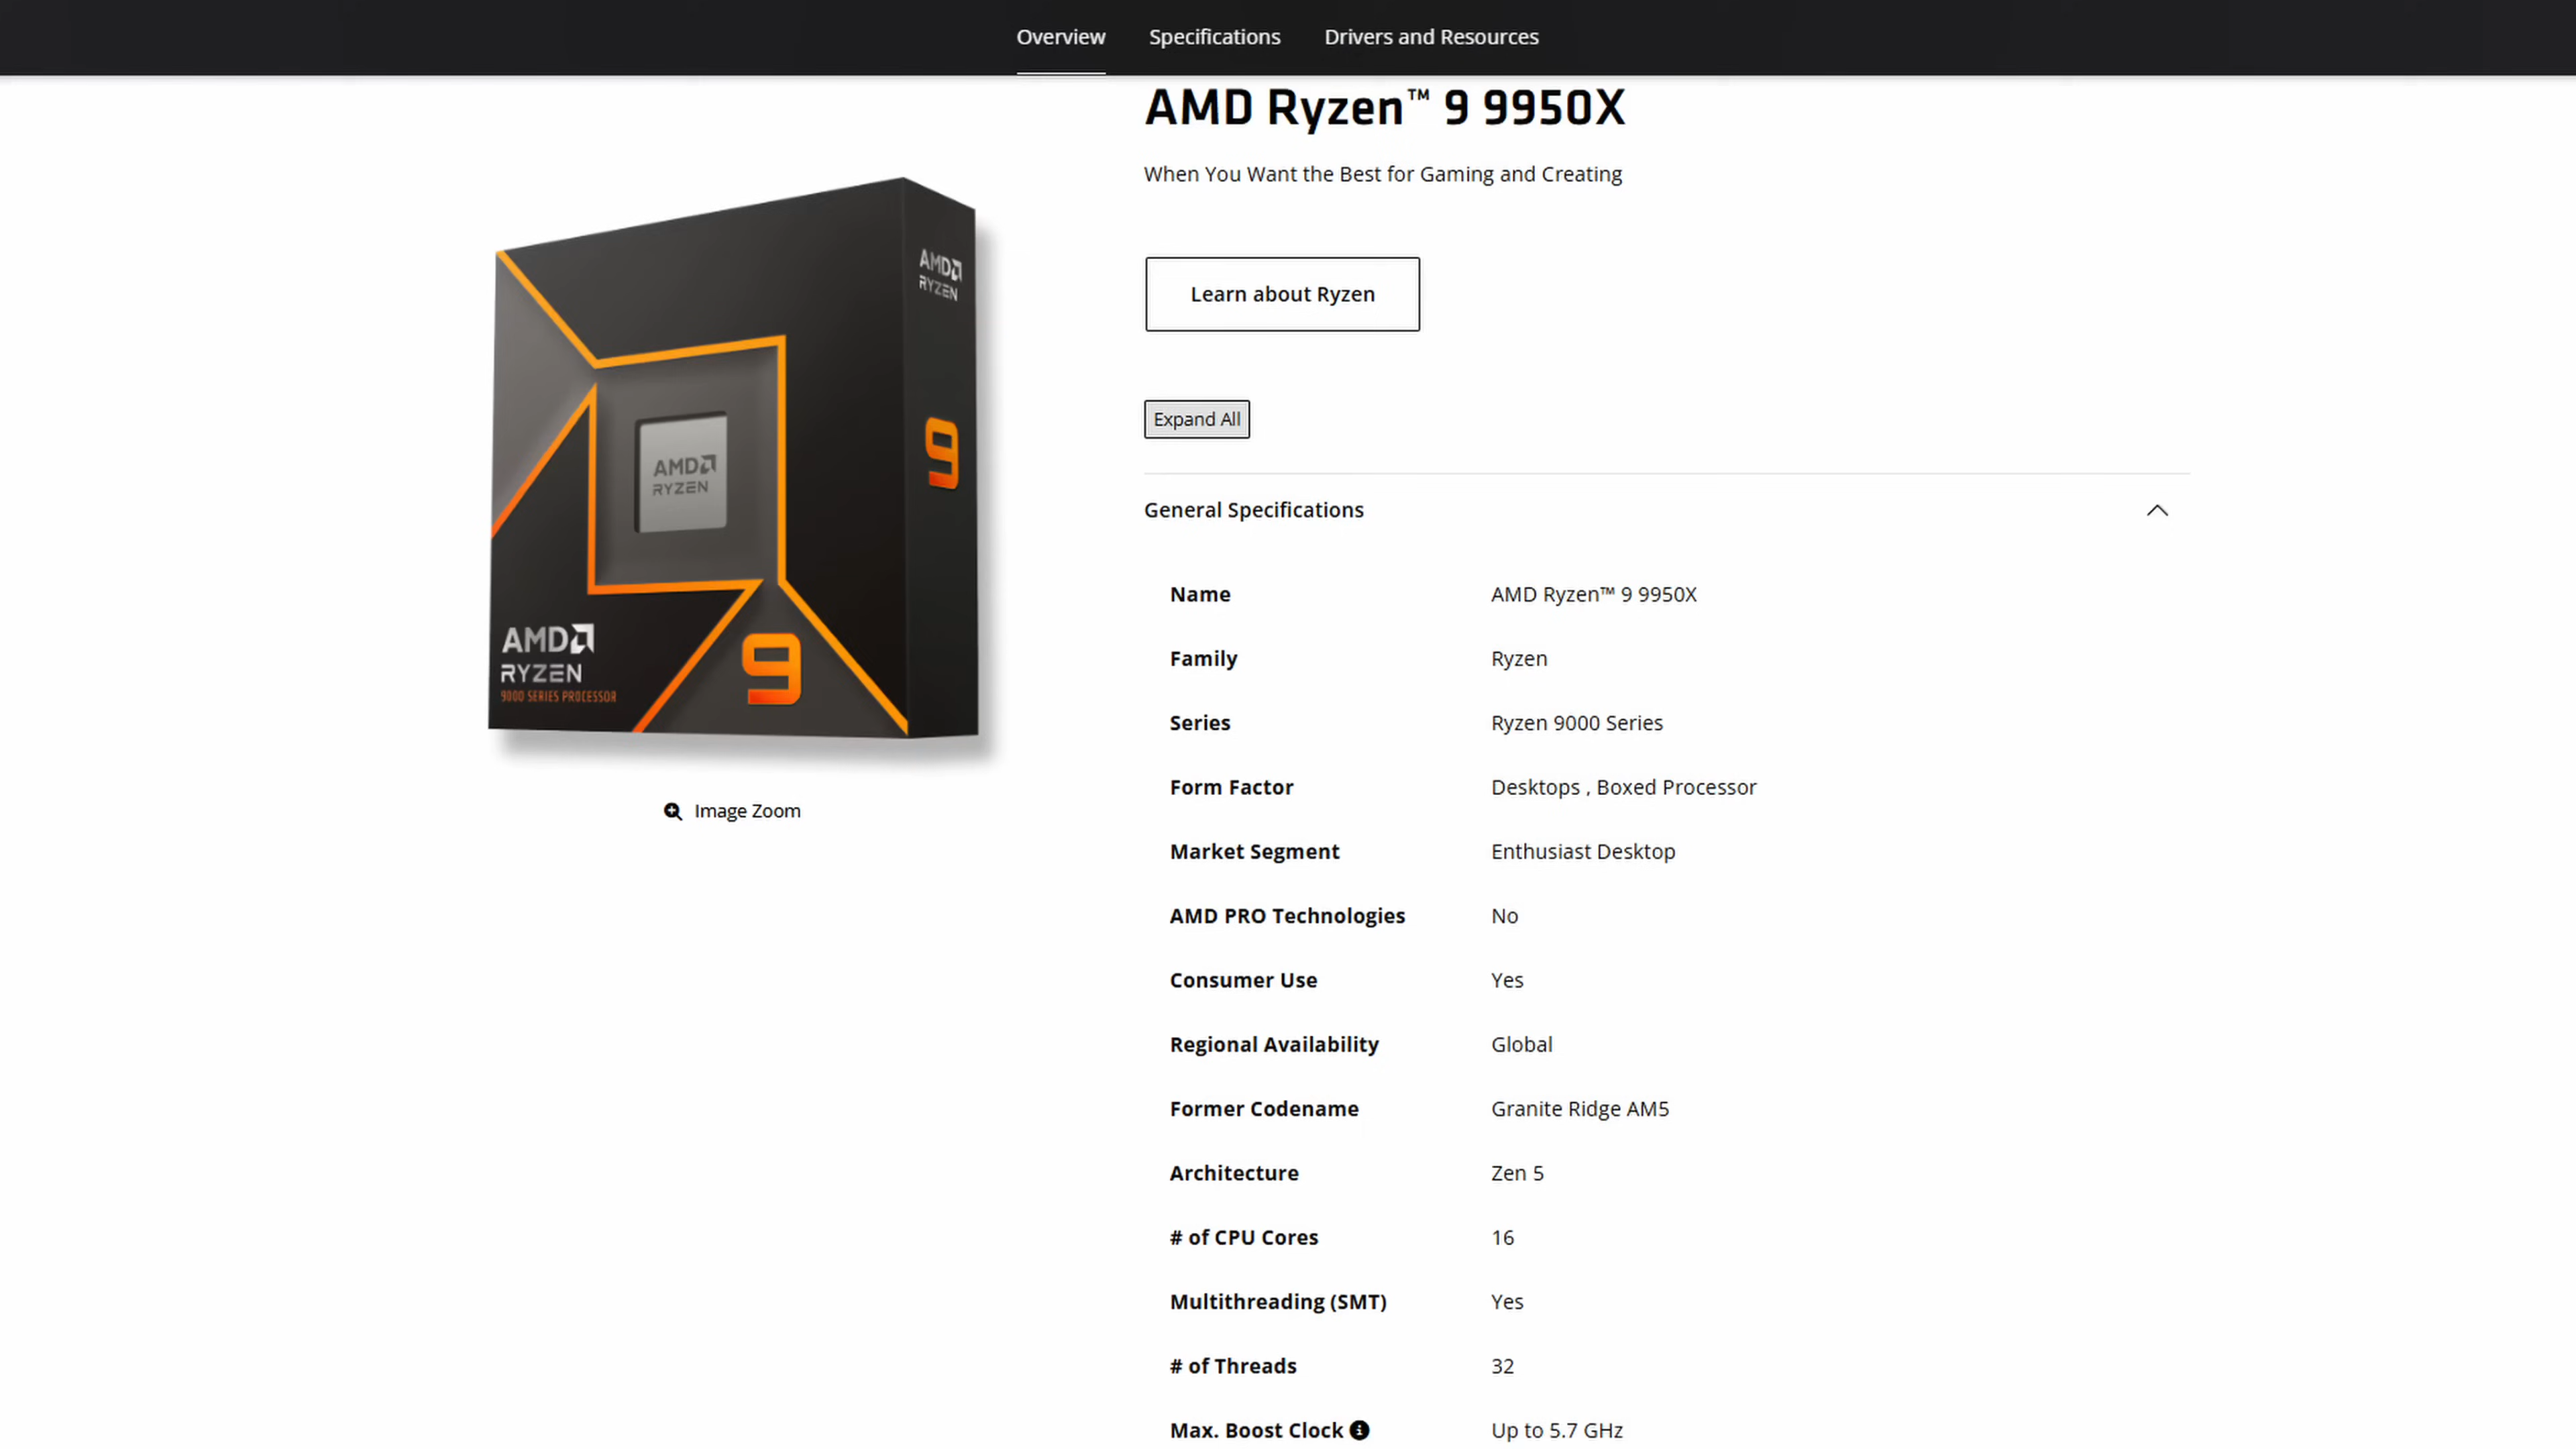 Overview Specifications Drivers and Resources
AMD Ryzen™ 9 9950X
When You Want the Best for Gaming and Creating
Learn about Ryzen
Expand All
AMD
RYZEN
9
AMD
RYZEN
AMD
RYZEN
9000 SERIES PROCESSOR
9
Image Zoom
General Specifications
Name AMD Ryzen™ 9 9950X
Family Ryzen
Series Ryzen 9000 Series
Form Factor Desktops , Boxed Processor
Market Segment Enthusiast Desktop
AMD PRO Technologies No
Consumer Use Yes
Regional Availability Global
Former Codename Granite Ridge AM5
Architecture Zen 5
# of CPU Cores 16
Multithreading (SMT) Yes
# of Threads 32
Max. Boost Clock Up to 5.7 GHz